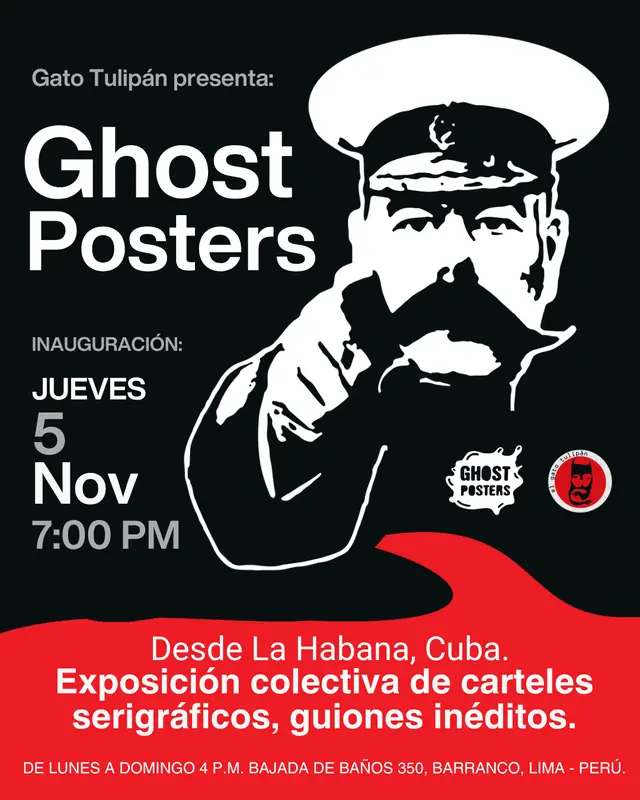 Gato Tulipán presenta:
Ghost
Posters
INAUGURACIÓN:
JUEVES
5
Nov
7:00 PM
GHOST
POSTERS
el gato tulipán
Desde La Habana, Cuba.
Exposición colectiva de carteles
serigráficos, guiones inéditos.
DE LUNES A DOMINGO 4 P.M. BAJADA DE BAÑOS 350, BARRANCO, LIMA - PERÚ.